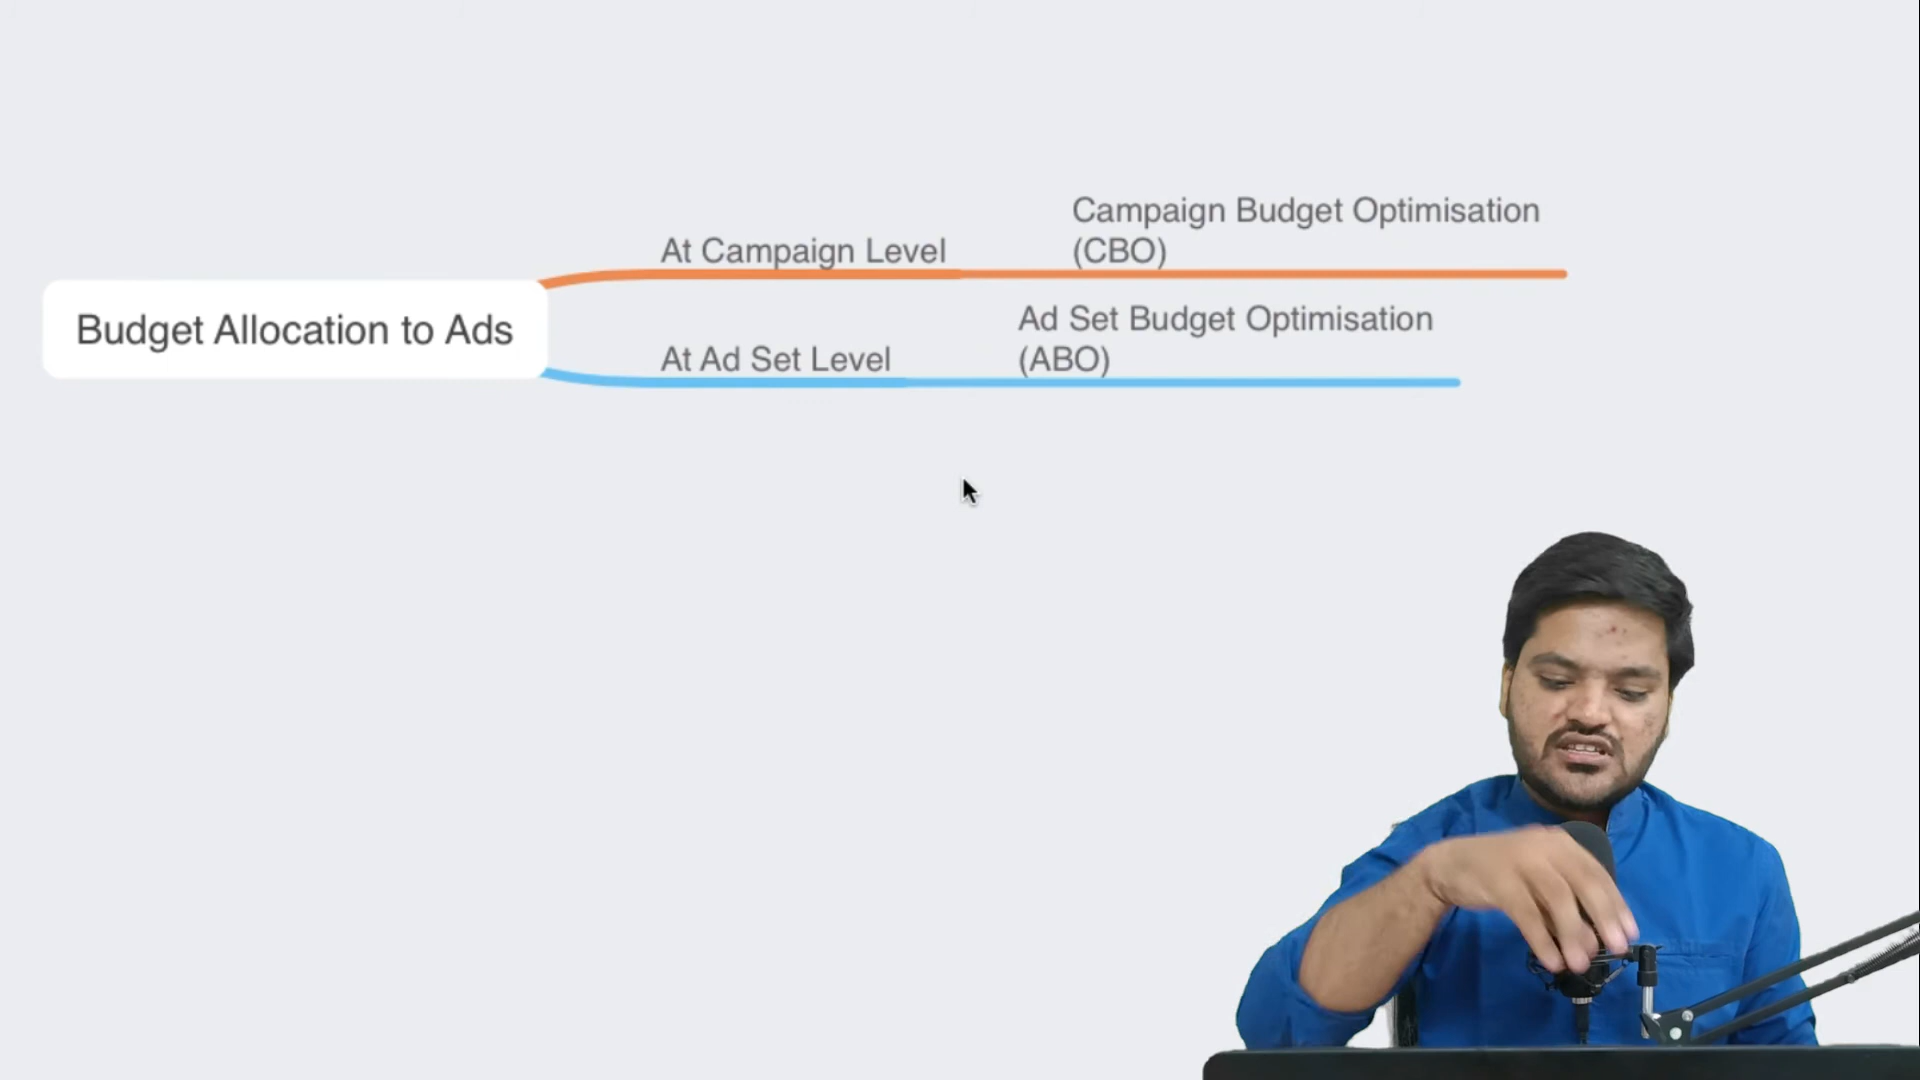 Budget Allocation to Ads
At Campaign Level
Campaign Budget Optimisation
(CBO)
At Ad Set Level
Ad Set Budget Optimisation
(ABO)